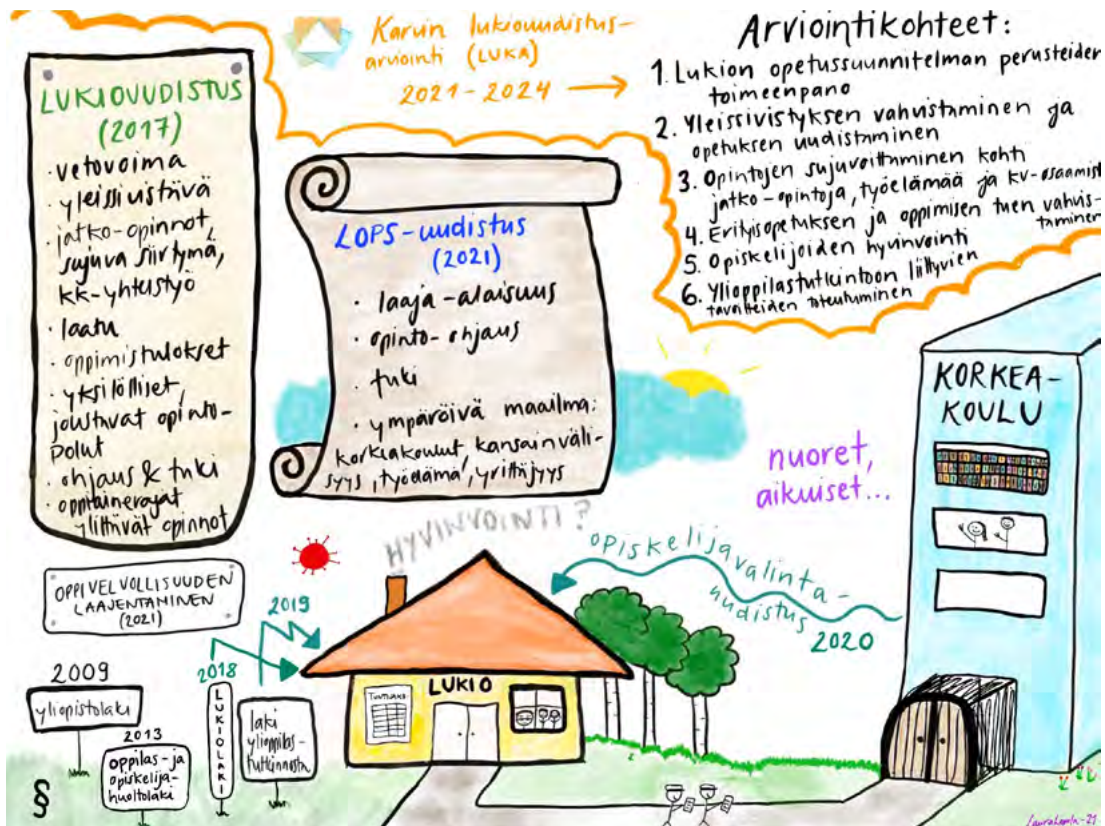 Karvin lukiouudistus-
arviointi (LUKA)
2021-2024
Arviointikohteet:
1. Lukion opetussuunnitelman perusteiden
toimeenpano
2. Yleissivistyksen vahvistaminen ja
opetuksen uudistaminen
3. Opintojen sujuvoittaminen kohti
jatko-opintoja, työelämää ja kv-osaamist
4. Erityisopetuksen ja oppimisen tuen vahvis-
taminen
5. Opiskelijoiden hyvinvointi
6. Ylioppilastutkintoon liittyvien
tavoitteiden toteutuminen
LUKIOUUDISTUS
(2017)
· vetovoima
· yleissivistävä
· jatko-opinnot,
sujuva siirtymä,
kk-yhteistyö
· laatu
· oppimistulokset
· yksilölliset,
joustavat opinto-
polut
· ohjaus & tuki
· oppiainerajat
ylittävät opinnot
LOPS-uudistus
(2021)
· laaja-alaisuus
· opinto-ohjaus
· tuki
· ympäröivä maailma:
korkeakoulut, kansainväli-
syys, työelämä, yrittäjyys
KORKEA-
KOULU
nuoret,
aikuiset...
HYVINVOINTI?
opiskelijavalinta-
uudistus
2020
OPPIVELVOLLISUUDEN
LAAJENTAMINEN
(2021)
2019
2018
2009
yliopistolaki
2013
oppilas- ja
opiskelija-
huoltolaki
LUKIOLAKI
laki
ylioppilas-
tutkinnosta
LUKIO
§